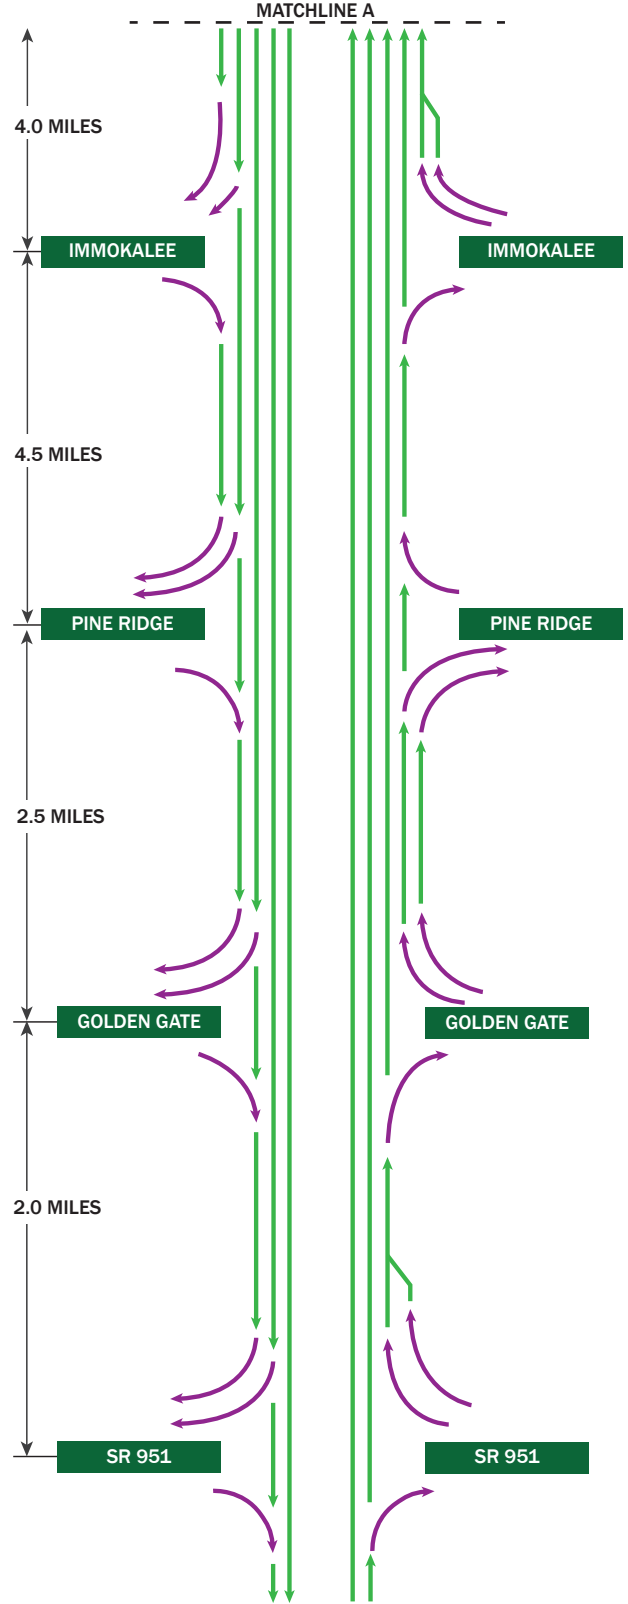 MATCHLINE A
4.0 MILES
IMMOKALEE
IMMOKALEE
4.5 MILES
PINE RIDGE
PINE RIDGE
2.5 MILES
GOLDEN GATE
GOLDEN GATE
2.0 MILES
SR 951
SR 951